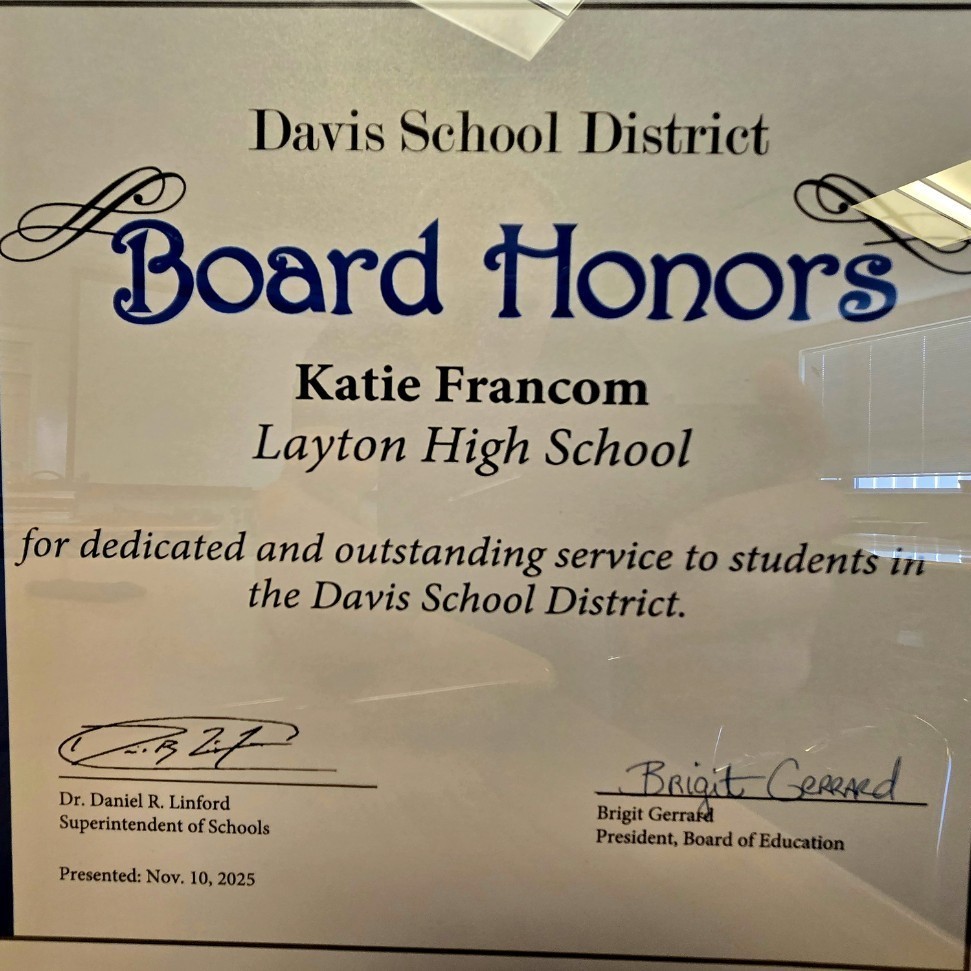 Davis School District
Board Honors
Katie Francom
Layton High School
for dedicated and outstanding service to students in
the Davis School District.
Brigit Gerrard
Dr. Daniel R. Linford
Superintendent of Schools
Brigit Gerrard
President, Board of Education
Presented: Nov. 10, 2025